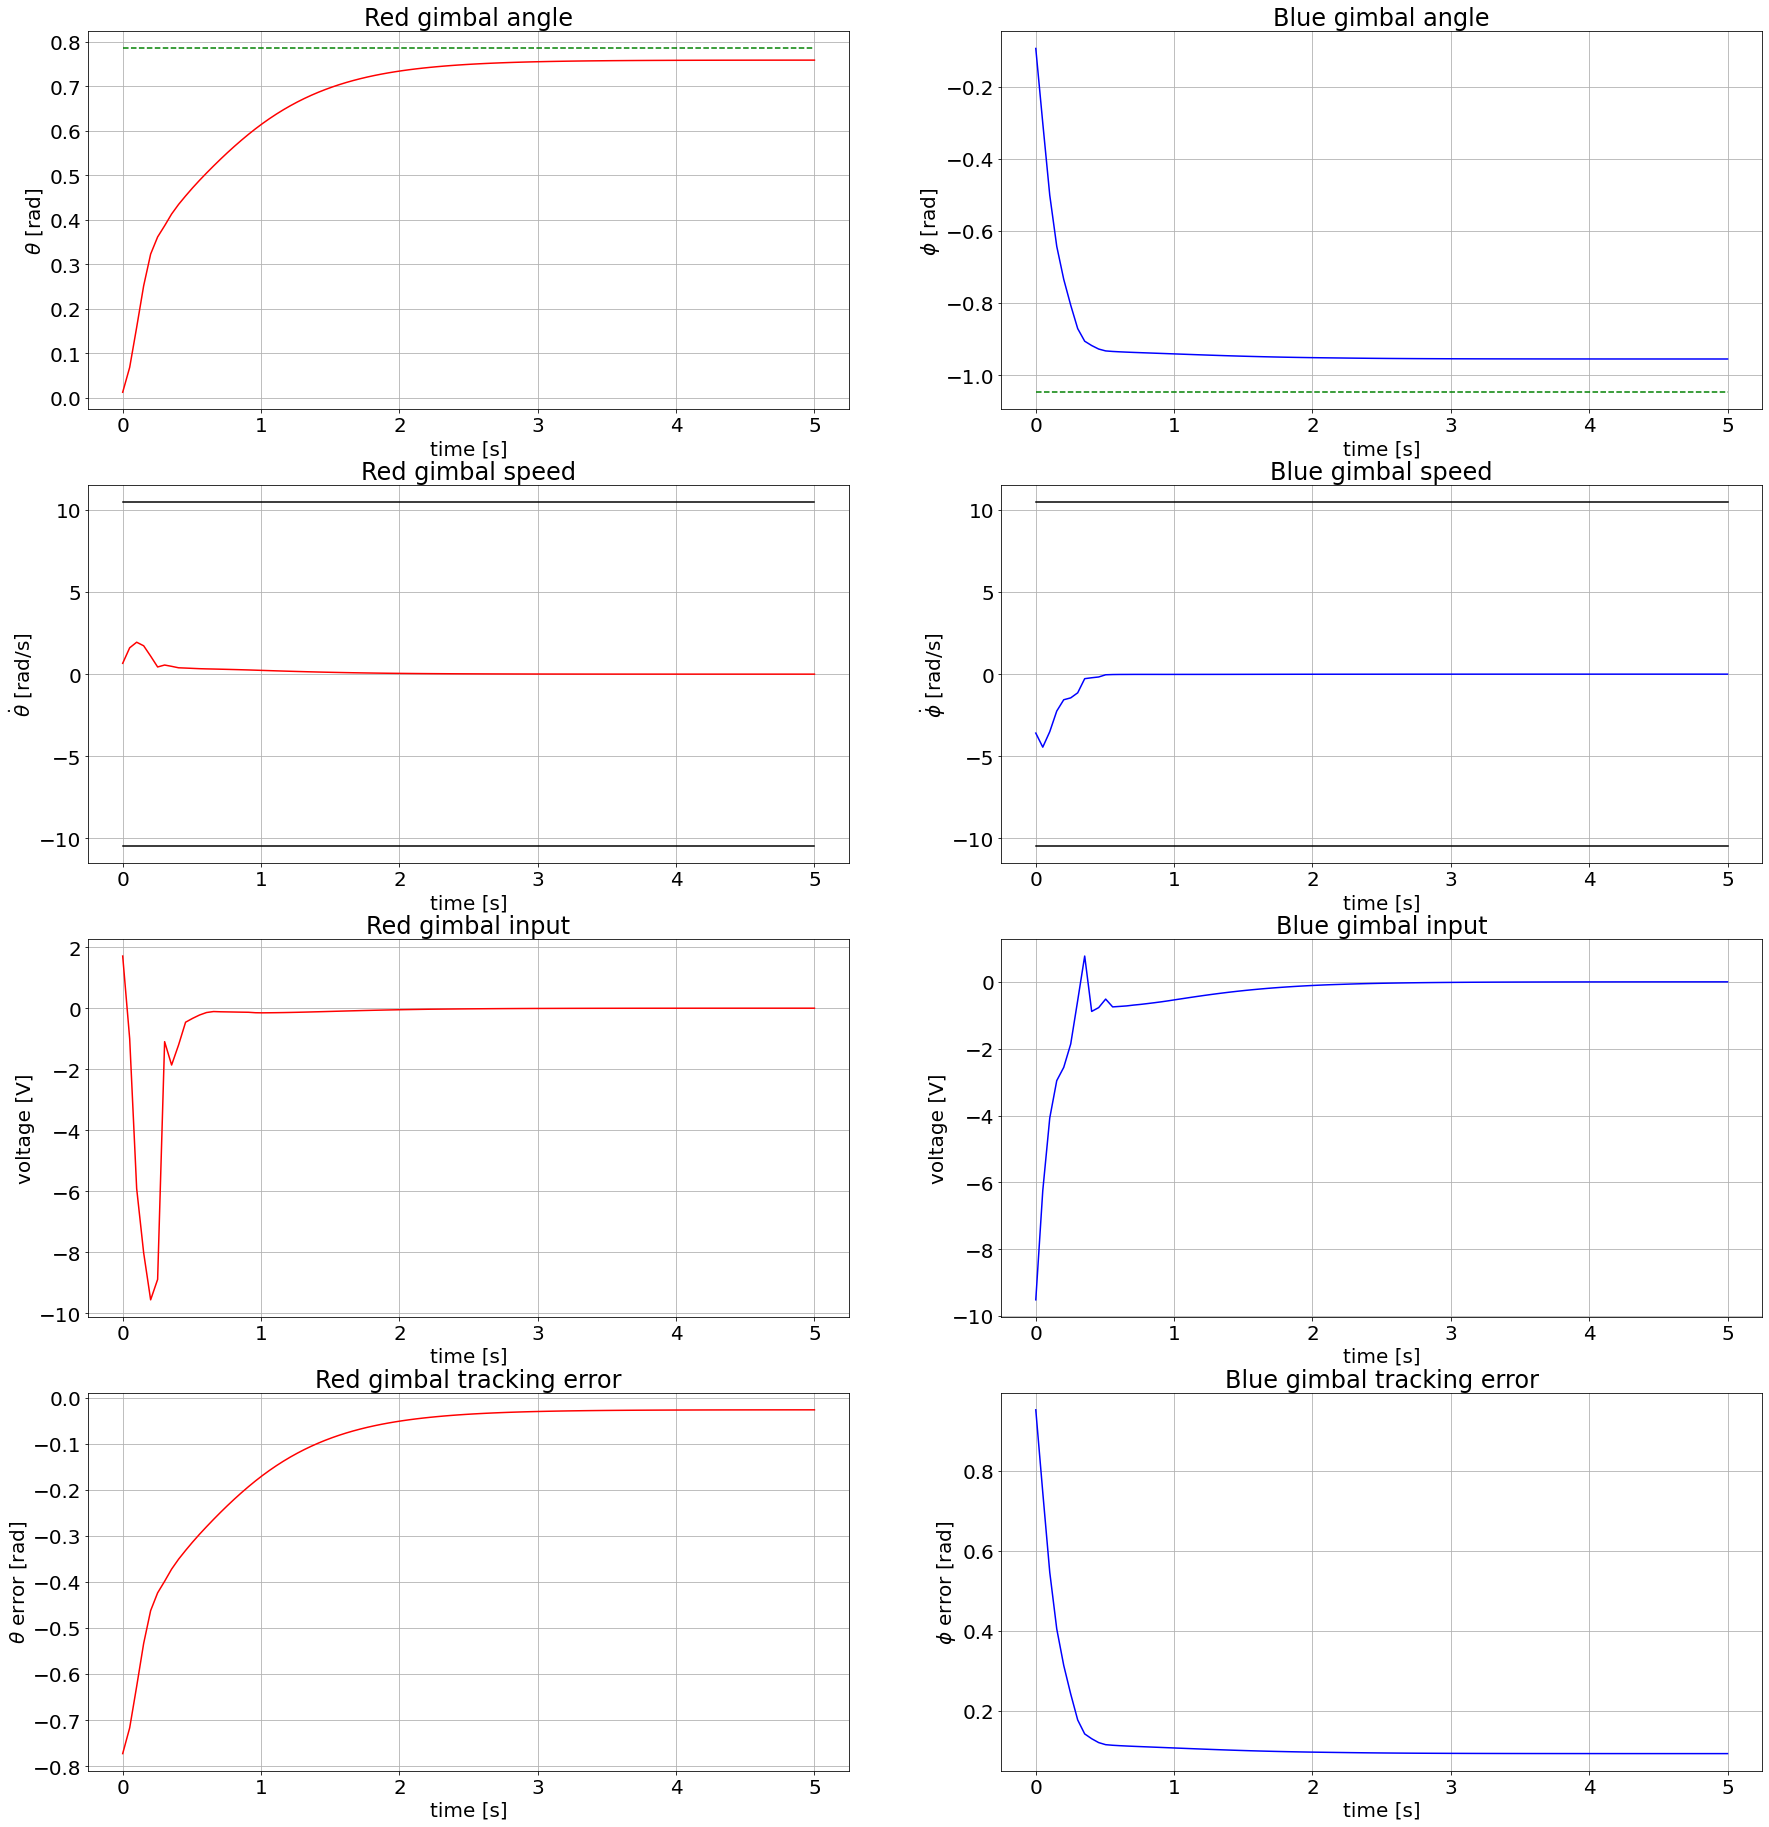 Red gimbal angle
0.8
0.7
0.6
0.5
0.4
0.3
0.2
0.1
0.0
θ [rad]
0 1 2 3 4 5
time [s]
Blue gimbal angle
−0.2
−0.4
−0.6
−0.8
−1.0
ϕ [rad]
0 1 2 3 4 5
time [s]
Red gimbal speed
10
5
0
−5
−10
θ̇ [rad/s]
0 1 2 3 4 5
time [s]
Blue gimbal speed
10
5
0
−5
−10
ϕ̇ [rad/s]
0 1 2 3 4 5
time [s]
Red gimbal input
2
0
−2
−4
−6
−8
−10
voltage [V]
0 1 2 3 4 5
time [s]
Blue gimbal input
0
−2
−4
−6
−8
−10
voltage [V]
0 1 2 3 4 5
time [s]
Red gimbal tracking error
0.0
−0.1
−0.2
−0.3
−0.4
−0.5
−0.6
−0.7
−0.8
θ error [rad]
0 1 2 3 4 5
time [s]
Blue gimbal tracking error
0.8
0.6
0.4
0.2
ϕ error [rad]
0 1 2 3 4 5
time [s]